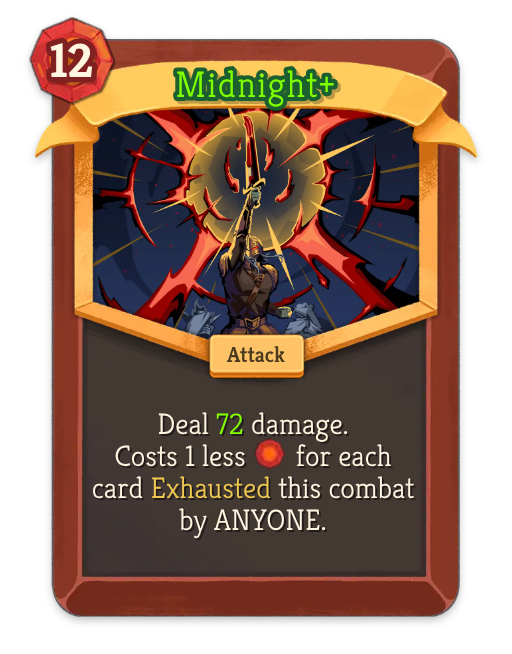 12
Midnight+
Attack
Deal 72 damage.
Costs 1 less for each
card Exhausted this combat
by ANYONE.